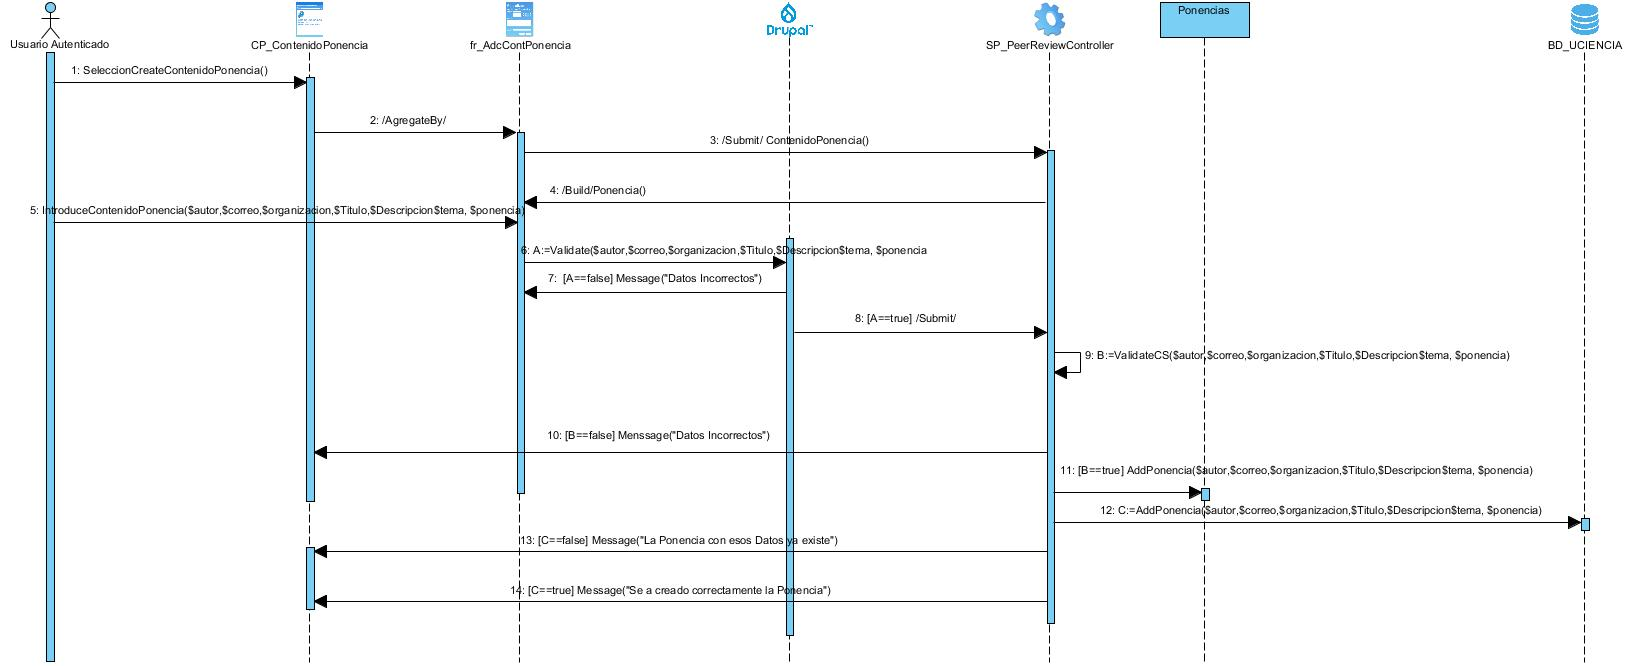 Ponencias
Drupal™
Usuario Autenticado
CP_ContenidoPonencia
fr_AdcContPonencia
SP_PeerReviewController
BD_UCIENCIA
1: SeleccionCreateContenidoPonencia()
2: /AgregateBy/
3: /Submit/ ContenidoPonencia()
4: /Build/Ponencia()
5: IntroduceContenidoPonencia($autor,$correo,$organizacion,$Titulo,$Descripcion$tema, $ponencia)
6: A:=Validate($autor,$correo,$organizacion,$Titulo,$Descripcion$tema, $ponencia
7:  [A==false] Message("Datos Incorrectos")
8: [A==true] /Submit/
9: B:=ValidateCS($autor,$correo,$organizacion,$Titulo,$Descripcion$tema, $ponencia)
10: [B==false] Menssage("Datos Incorrectos")
11: [B==true] AddPonencia($autor,$correo,$organizacion,$Titulo,$Descripcion$tema, $ponencia)
12: C:=AddPonencia($autor,$correo,$organizacion,$Titulo,$Descripcion$tema, $ponencia)
13: [C==false] Message("La Ponencia con esos Datos ya existe")
14: [C==true] Message("Se a creado correctamente la Ponencia")